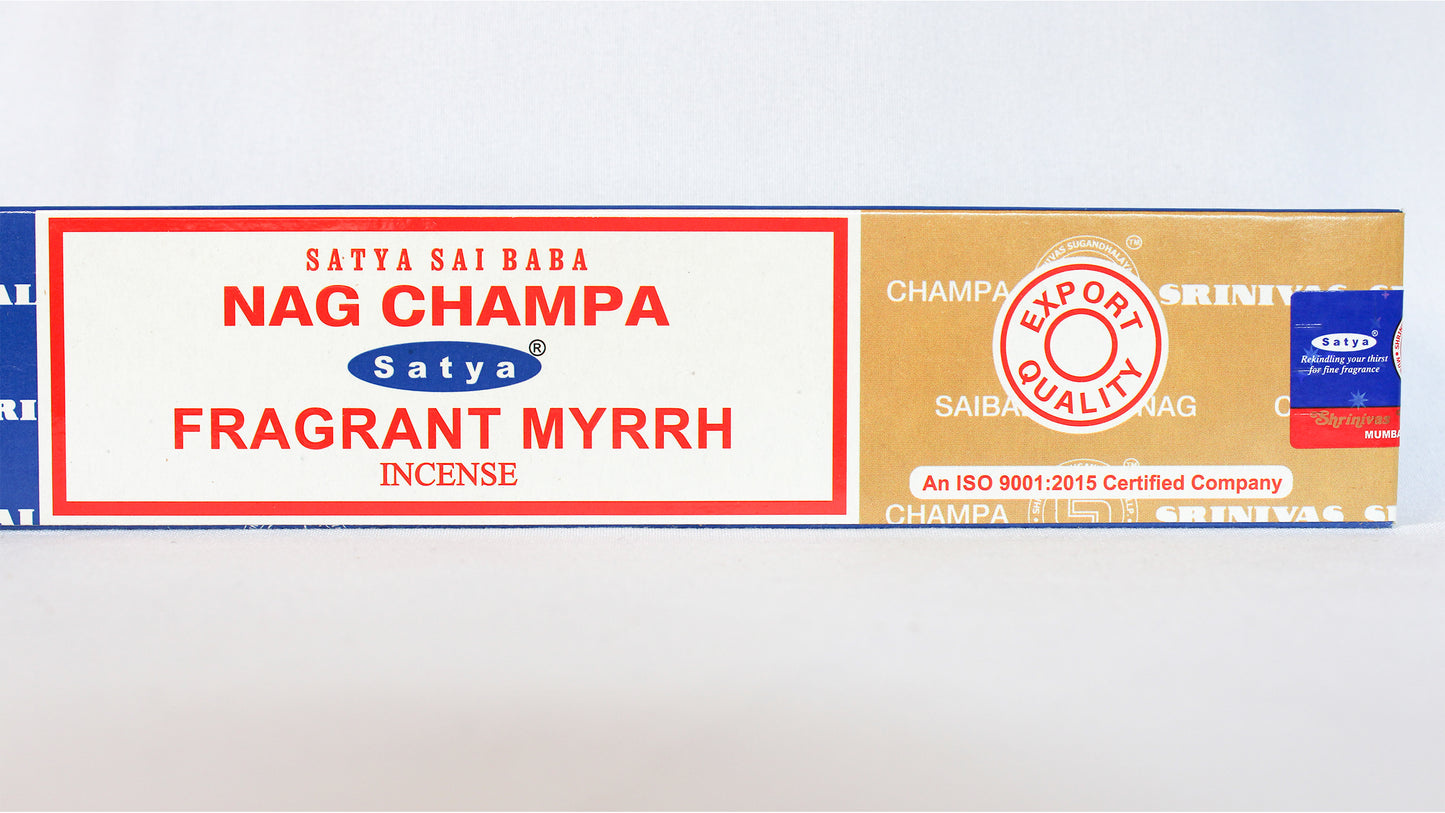 SATYA SAI BABA
NAG CHAMPA
Satya®
FRAGRANT MYRRH
INCENSE
CHAMPA
SRINIVAS
EXPORT
QUALITY
NAG
Satya®
Rekindling your thirst
for fine fragrance
Shrinivas
An ISO 9001:2015 Certified Company
CHAMPA
SRINIVAS